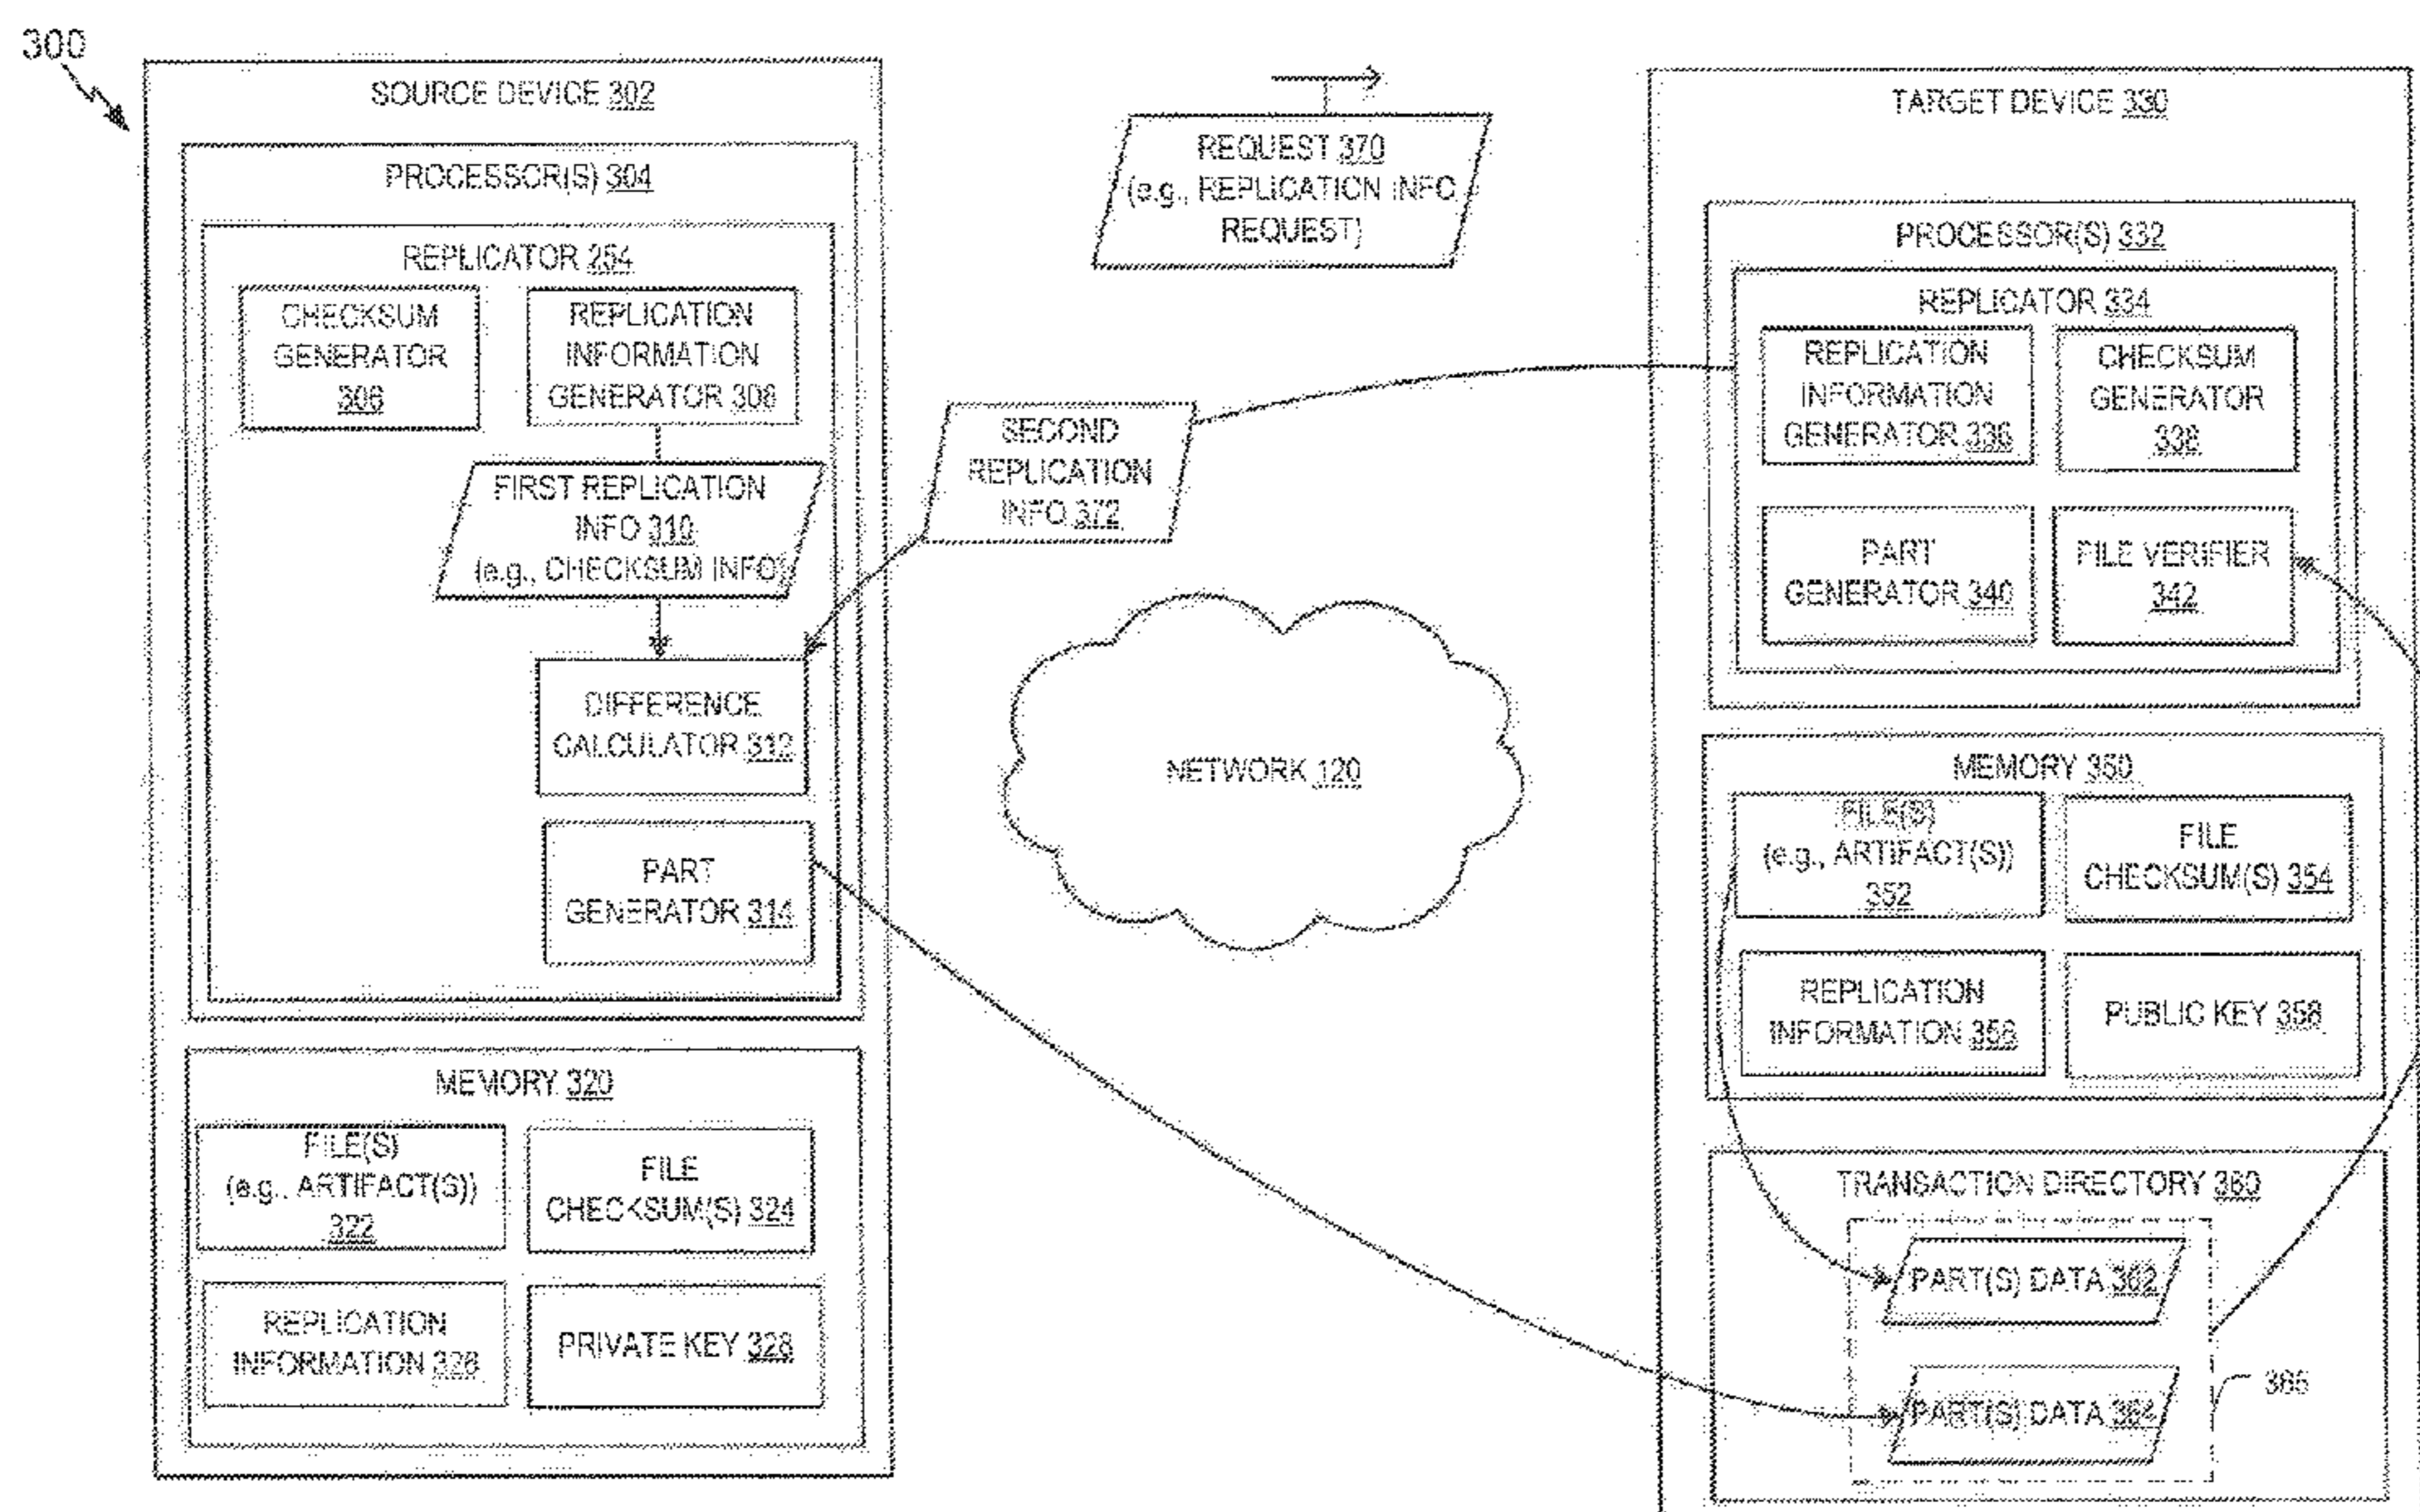 300
SOURCE DEVICE 302
PROCESSOR(S) 304
REPLICATOR 254
CHECKSUM
GENERATOR
306
REPLICATION
INFORMATION
GENERATOR 308
FIRST REPLICATION
INFO 310
(e.g., CHECKSUM INFO)
DIFFERENCE
CALCULATOR 312
PART
GENERATOR 314
MEMORY 320
FILE(S)
(e.g., ARTIFACT(S))
322
FILE
CHECKSUM(S) 324
REPLICATION
INFORMATION 326
PRIVATE KEY 328
REQUEST 370
(e.g., REPLICATION INFO
REQUEST)
SECOND
REPLICATION
INFO 372
NETWORK 120
TARGET DEVICE 330
PROCESSOR(S) 332
REPLICATOR 334
REPLICATION
INFORMATION
GENERATOR 336
CHECKSUM
GENERATOR
338
PART
GENERATOR 340
FILE VERIFIER
342
MEMORY 350
FILE(S)
(e.g., ARTIFACT(S))
352
FILE
CHECKSUM(S) 354
REPLICATION
INFORMATION 356
PUBLIC KEY 358
TRANSACTION DIRECTORY 360
PART(S) DATA 362
PART(S) DATA 364
365